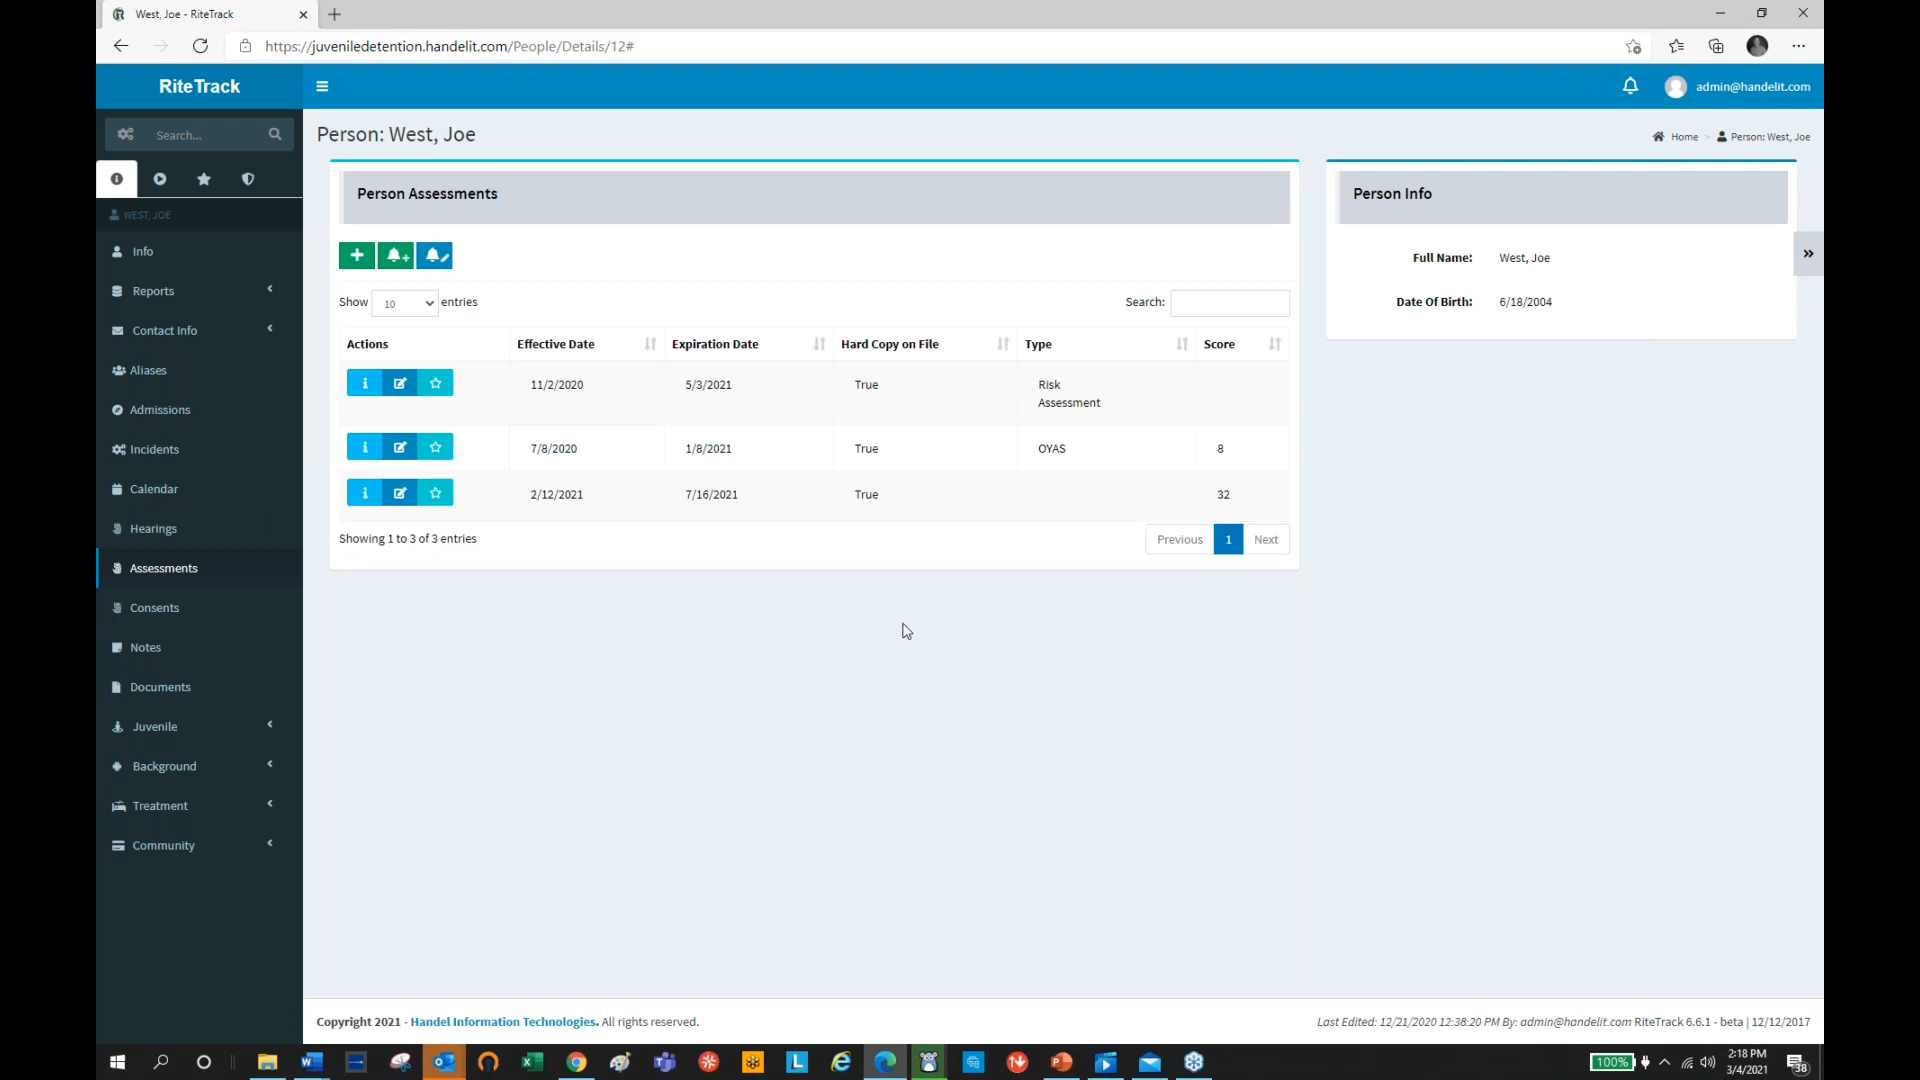 West, Joe - RiteTrack
https://juveniledetention.handelit.com/People/Details/12#
RiteTrack
admin@handelit.com
Search...
Person: West, Joe
Home
Person: West, Joe
WEST, JOE
Info
Reports
Contact Info
Aliases
Admissions
Incidents
Calendar
Hearings
Assessments
Consents
Notes
Documents
Juvenile
Background
Treatment
Community
Person Assessments
Show 10 entries
Search:
Actions Effective Date Expiration Date Hard Copy on File Type Score
11/2/2020 5/3/2021 True Risk
Assessment
7/8/2020 1/8/2021 True OYAS 8
2/12/2021 7/16/2021 True 32
Showing 1 to 3 of 3 entries
Previous 1 Next
Person Info
Full Name: West, Joe
Date Of Birth: 6/18/2004
Copyright 2021 - Handel Information Technologies. All rights reserved.
Last Edited: 12/21/2020 12:38:20 PM By: admin@handelit.com RiteTrack 6.6.1 - beta | 12/12/2017
100%
2:18 PM
3/4/2021
38